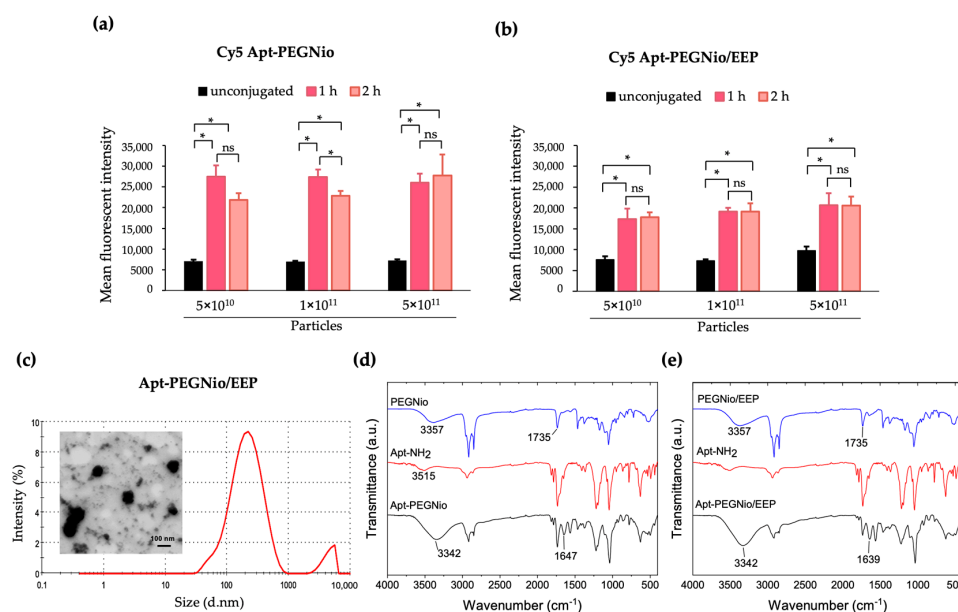 (a)
Cy5 Apt-PEGNio
unconjugated 1 h 2 h
Mean fluorescent intensity
35,000
30,000
25,000
20,000
15,000
10,000
5000
0
* * ns
* * *
* * ns
5×10¹⁰ 1×10¹¹ 5×10¹¹
Particles
(b)
Cy5 Apt-PEGNio/EEP
unconjugated 1 h 2 h
Mean fluorescent intensity
35,000
30,000
25,000
20,000
15,000
10,000
5000
0
* * ns
* * ns
* * ns
5×10¹⁰ 1×10¹¹ 5×10¹¹
Particles
(c)
Apt-PEGNio/EEP
Intensity (%)
10
8
6
4
2
0
100 nm
0.1 1 10 100 1000 10,000
Size (d.nm)
(d)
Transmittance (a.u.)
PEGNio
3357
1735
Apt-NH₂
3515
Apt-PEGNio
3342
1647
4000 3500 3000 2500 2000 1500 1000 500
Wavenumber (cm⁻¹)
(e)
Transmittance (a.u.)
PEGNio/EEP
3357
1735
Apt-NH₂
Apt-PEGNio/EEP
3342
1639
4000 3500 3000 2500 2000 1500 1000 500
Wavenumber (cm⁻¹)